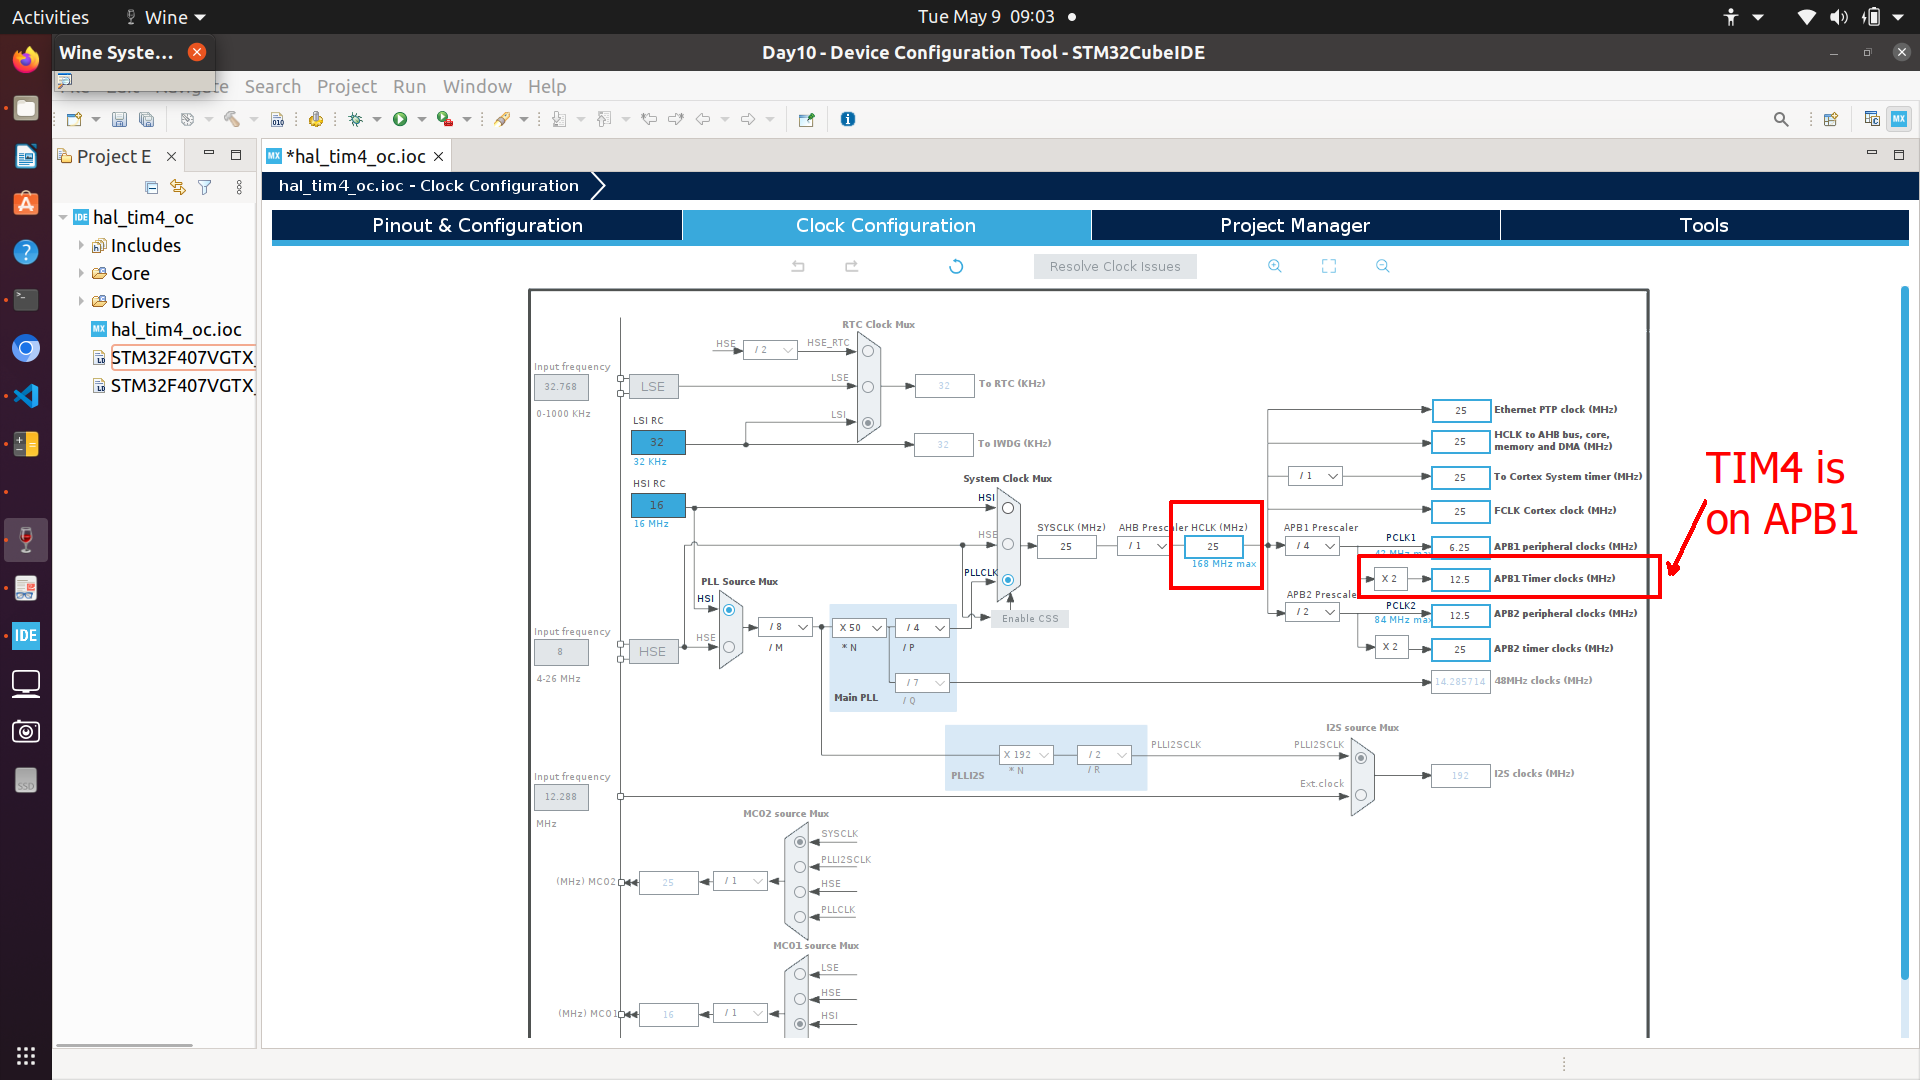 Activities
Wine
Tue May 9 09:03
Wine Syste...
Day10 - Device Configuration Tool - STM32CubeIDE
Search Project Run Window Help
Project E
*hal_tim4_oc.ioc
hal_tim4_oc.ioc - Clock Configuration
hal_tim4_oc
Includes
Core
Drivers
hal_tim4_oc.ioc
STM32F407VGTX_
STM32F407VGTX_
Pinout & Configuration
Clock Configuration
Project Manager
Tools
Resolve Clock Issues
RTC Clock Mux
HSE
/ 2
HSE_RTC
Input frequency
32.768
0-1000 KHz
LSE
LSE
32
To RTC (KHz)
LSI RC
32
32 KHz
LSI
32
To IWDG (KHz)
HSI RC
16
16 MHz
System Clock Mux
HSI
HSE
PLLCLK
SYSCLK (MHz)
25
AHB Prescaler
/ 1
HCLK (MHz)
25
168 MHz max
Enable CSS
25
Ethernet PTP clock (MHz)
25
HCLK to AHB bus, core,
memory and DMA (MHz)
/ 1
25
To Cortex System timer (MHz)
25
FCLK Cortex clock (MHz)
APB1 Prescaler
/ 4
PCLK1
42 MHz max
6.25
APB1 peripheral clocks (MHz)
X 2
12.5
APB1 Timer clocks (MHz)
APB2 Prescaler
/ 2
PCLK2
84 MHz max
12.5
APB2 peripheral clocks (MHz)
X 2
25
APB2 timer clocks (MHz)
14.285714
48MHz clocks (MHz)
TIM4 is
on APB1
PLL Source Mux
HSI
HSE
Input frequency
8
4-26 MHz
HSE
/ 8
/ M
X 50
* N
/ 4
/ P
/ 7
/ Q
Main PLL
X 192
* N
/ 2
/ R
PLLI2S
PLLI2SCLK
I2S source Mux
PLLI2SCLK
Ext.clock
192
I2S clocks (MHz)
Input frequency
12.288
MHz
MCO2 source Mux
SYSCLK
PLLI2SCLK
HSE
PLLCLK
(MHz) MCO2
25
/ 1
MCO1 source Mux
LSE
HSE
HSI
(MHz) MCO1
16
/ 1